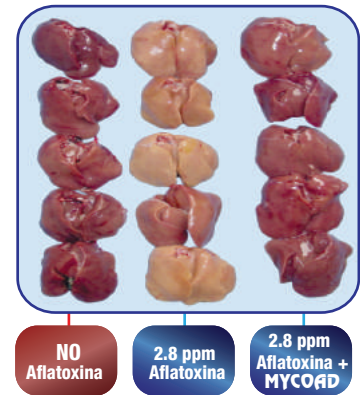 NO
Aflatoxina
2.8 ppm
Aflatoxina
2.8 ppm
Aflatoxina +
MYCOAD